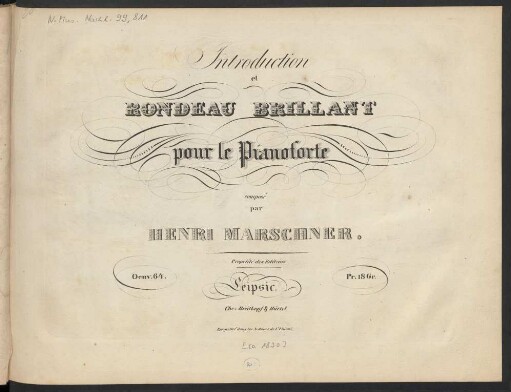 Introduction
et
RONDEAU BRILLANT
pour le Pianoforte
composé
par
HENRI MARSCHNER.
Propriété des Editeurs
Oeuv. 64.
Pr. 18 Gr.
Leipsic
Chez Breitkopf & Härtel